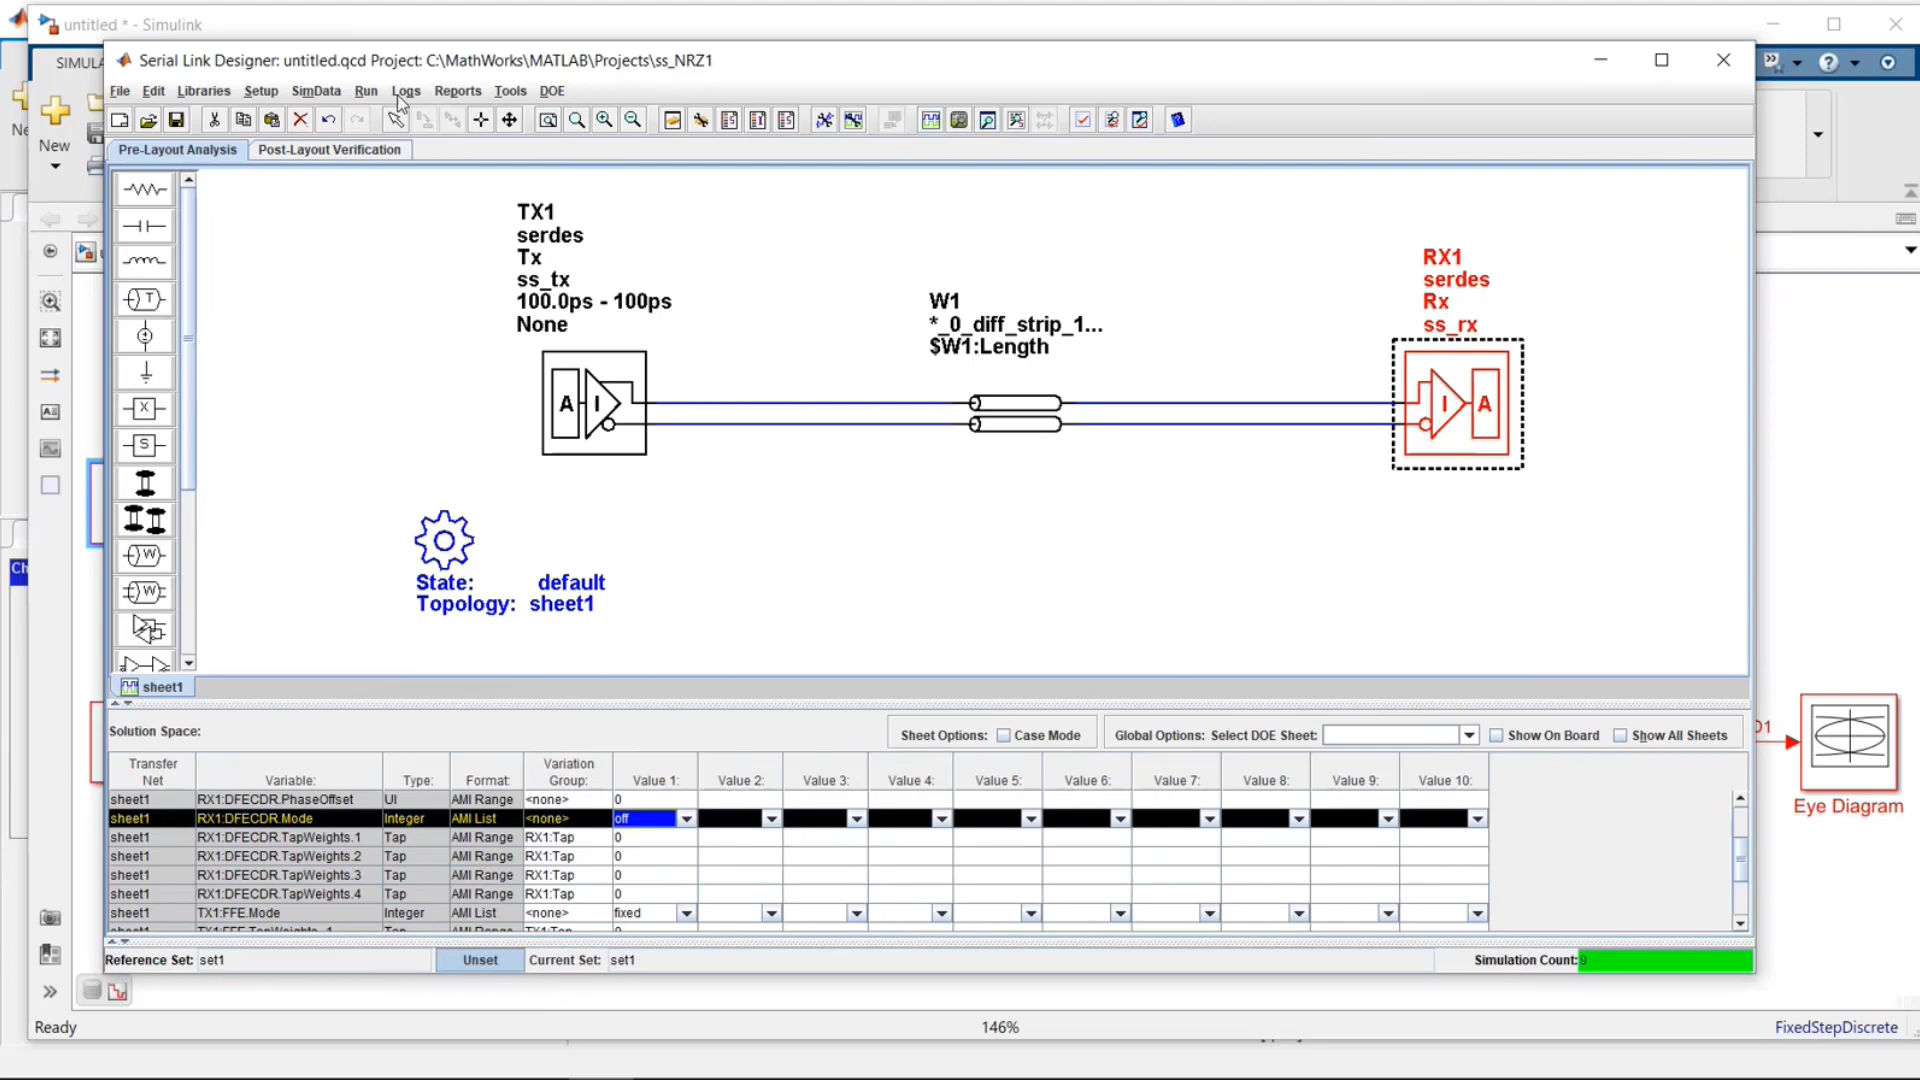 untitled * - Simulink
SIMULA
Serial Link Designer: untitled.qcd Project: C:\MathWorks\MATLAB\Projects\ss_NRZ1
File Edit Libraries Setup SimData Run Logs Reports Tools DOE
New
Pre-Layout Analysis Post-Layout Verification
TX1
serdes
Tx
ss_tx
100.0ps - 100ps
None
A I
W1
*_0_diff_strip_1...
$W1:Length
RX1
serdes
Rx
ss_rx
I A
T
X
S
W
W
State: default
Topology: sheet1
Ch
sheet1
Solution Space:
Sheet Options: Case Mode
Global Options: Select DOE Sheet: Show On Board Show All Sheets
Transfer Net Variable: Type: Format: Variation Group: Value 1: Value 2: Value 3: Value 4: Value 5: Value 6: Value 7: Value 8: Value 9: Value 10:
sheet1 RX1:DFECDR.PhaseOffset UI AMI Range <none> 0
sheet1 RX1:DFECDR.Mode Integer AMI List <none> off
sheet1 RX1:DFECDR.TapWeights.1 Tap AMI Range RX1:Tap 0
sheet1 RX1:DFECDR.TapWeights.2 Tap AMI Range RX1:Tap 0
sheet1 RX1:DFECDR.TapWeights.3 Tap AMI Range RX1:Tap 0
sheet1 RX1:DFECDR.TapWeights.4 Tap AMI Range RX1:Tap 0
sheet1 TX1:FFE.Mode Integer AMI List <none> fixed
Reference Set: set1 Unset Current Set: set1 Simulation Count: 9
Eye Diagram
Ready 146% FixedStepDiscrete